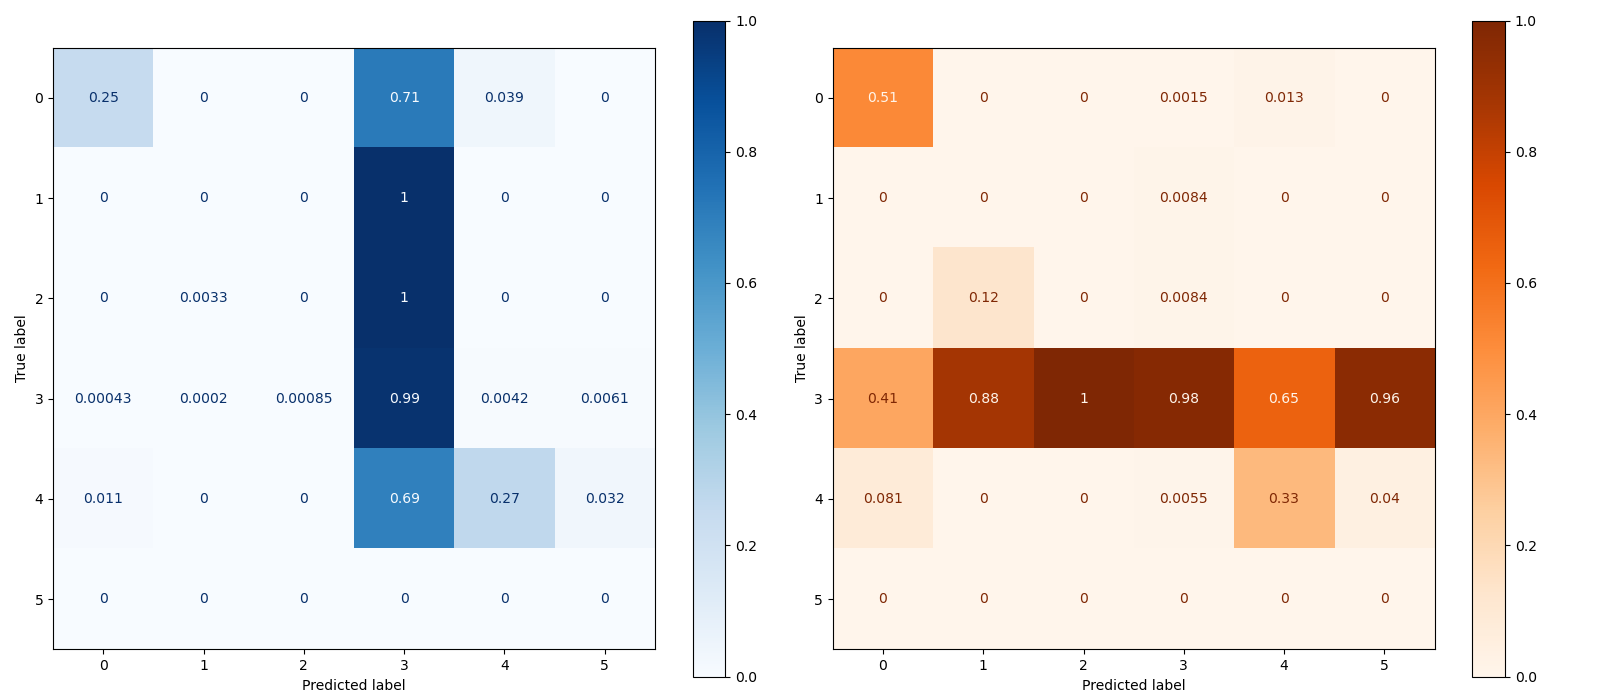 0 0.25 0 0 0.71 0.039 0
1 0 0 0 1 0 0
2 0 0.0033 0 1 0 0
3 0.00043 0.0002 0.00085 0.99 0.0042 0.0061
4 0.011 0 0 0.69 0.27 0.032
5 0 0 0 0 0 0
0 1 2 3 4 5
Predicted label
True label
1.0
0.8
0.6
0.4
0.2
0.0
0 0.51 0 0 0.0015 0.013 0
1 0 0 0 0.0084 0 0
2 0 0.12 0 0.0084 0 0
3 0.41 0.88 1 0.98 0.65 0.96
4 0.081 0 0 0.0055 0.33 0.04
5 0 0 0 0 0 0
0 1 2 3 4 5
Predicted label
True label
1.0
0.8
0.6
0.4
0.2
0.0